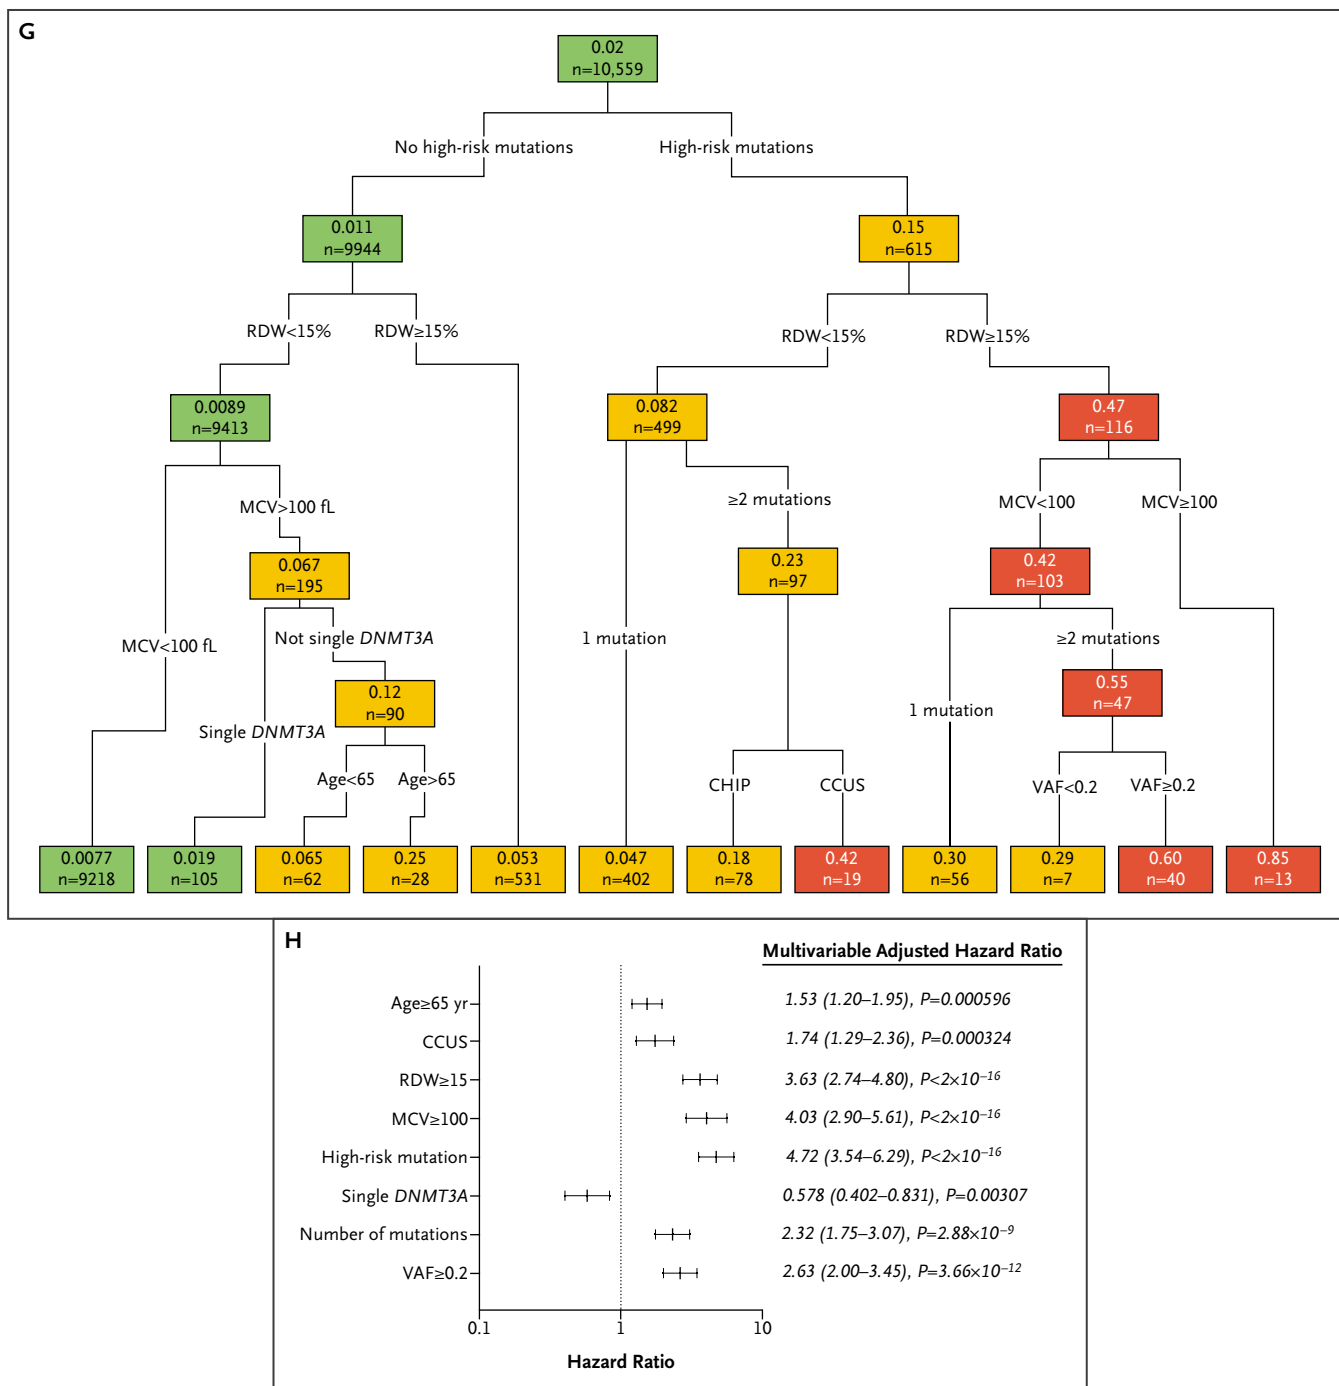 G
0.02
n=10,559
No high-risk mutations
High-risk mutations
0.011
n=9944
0.15
n=615
RDW<15%
RDW≥15%
RDW<15%
RDW≥15%
0.0089
n=9413
0.082
n=499
0.47
n=116
MCV>100 fL
≥2 mutations
MCV<100
MCV≥100
0.067
n=195
0.23
n=97
0.42
n=103
MCV<100 fL
Not single DNMT3A
1 mutation
≥2 mutations
0.12
n=90
0.55
n=47
Single DNMT3A
1 mutation
Age<65
Age>65
CHIP
CCUS
VAF<0.2
VAF≥0.2
0.0077
n=9218
0.019
n=105
0.065
n=62
0.25
n=28
0.053
n=531
0.047
n=402
0.18
n=78
0.42
n=19
0.30
n=56
0.29
n=7
0.60
n=40
0.85
n=13
H
Multivariable Adjusted Hazard Ratio
Age≥65 yr 1.53 (1.20–1.95), P=0.000596
CCUS 1.74 (1.29–2.36), P=0.000324
RDW≥15 3.63 (2.74–4.80), P<2×10⁻¹⁶
MCV≥100 4.03 (2.90–5.61), P<2×10⁻¹⁶
High-risk mutation 4.72 (3.54–6.29), P<2×10⁻¹⁶
Single DNMT3A 0.578 (0.402–0.831), P=0.00307
Number of mutations 2.32 (1.75–3.07), P=2.88×10⁻⁹
VAF≥0.2 2.63 (2.00–3.45), P=3.66×10⁻¹²
0.1 1 10
Hazard Ratio